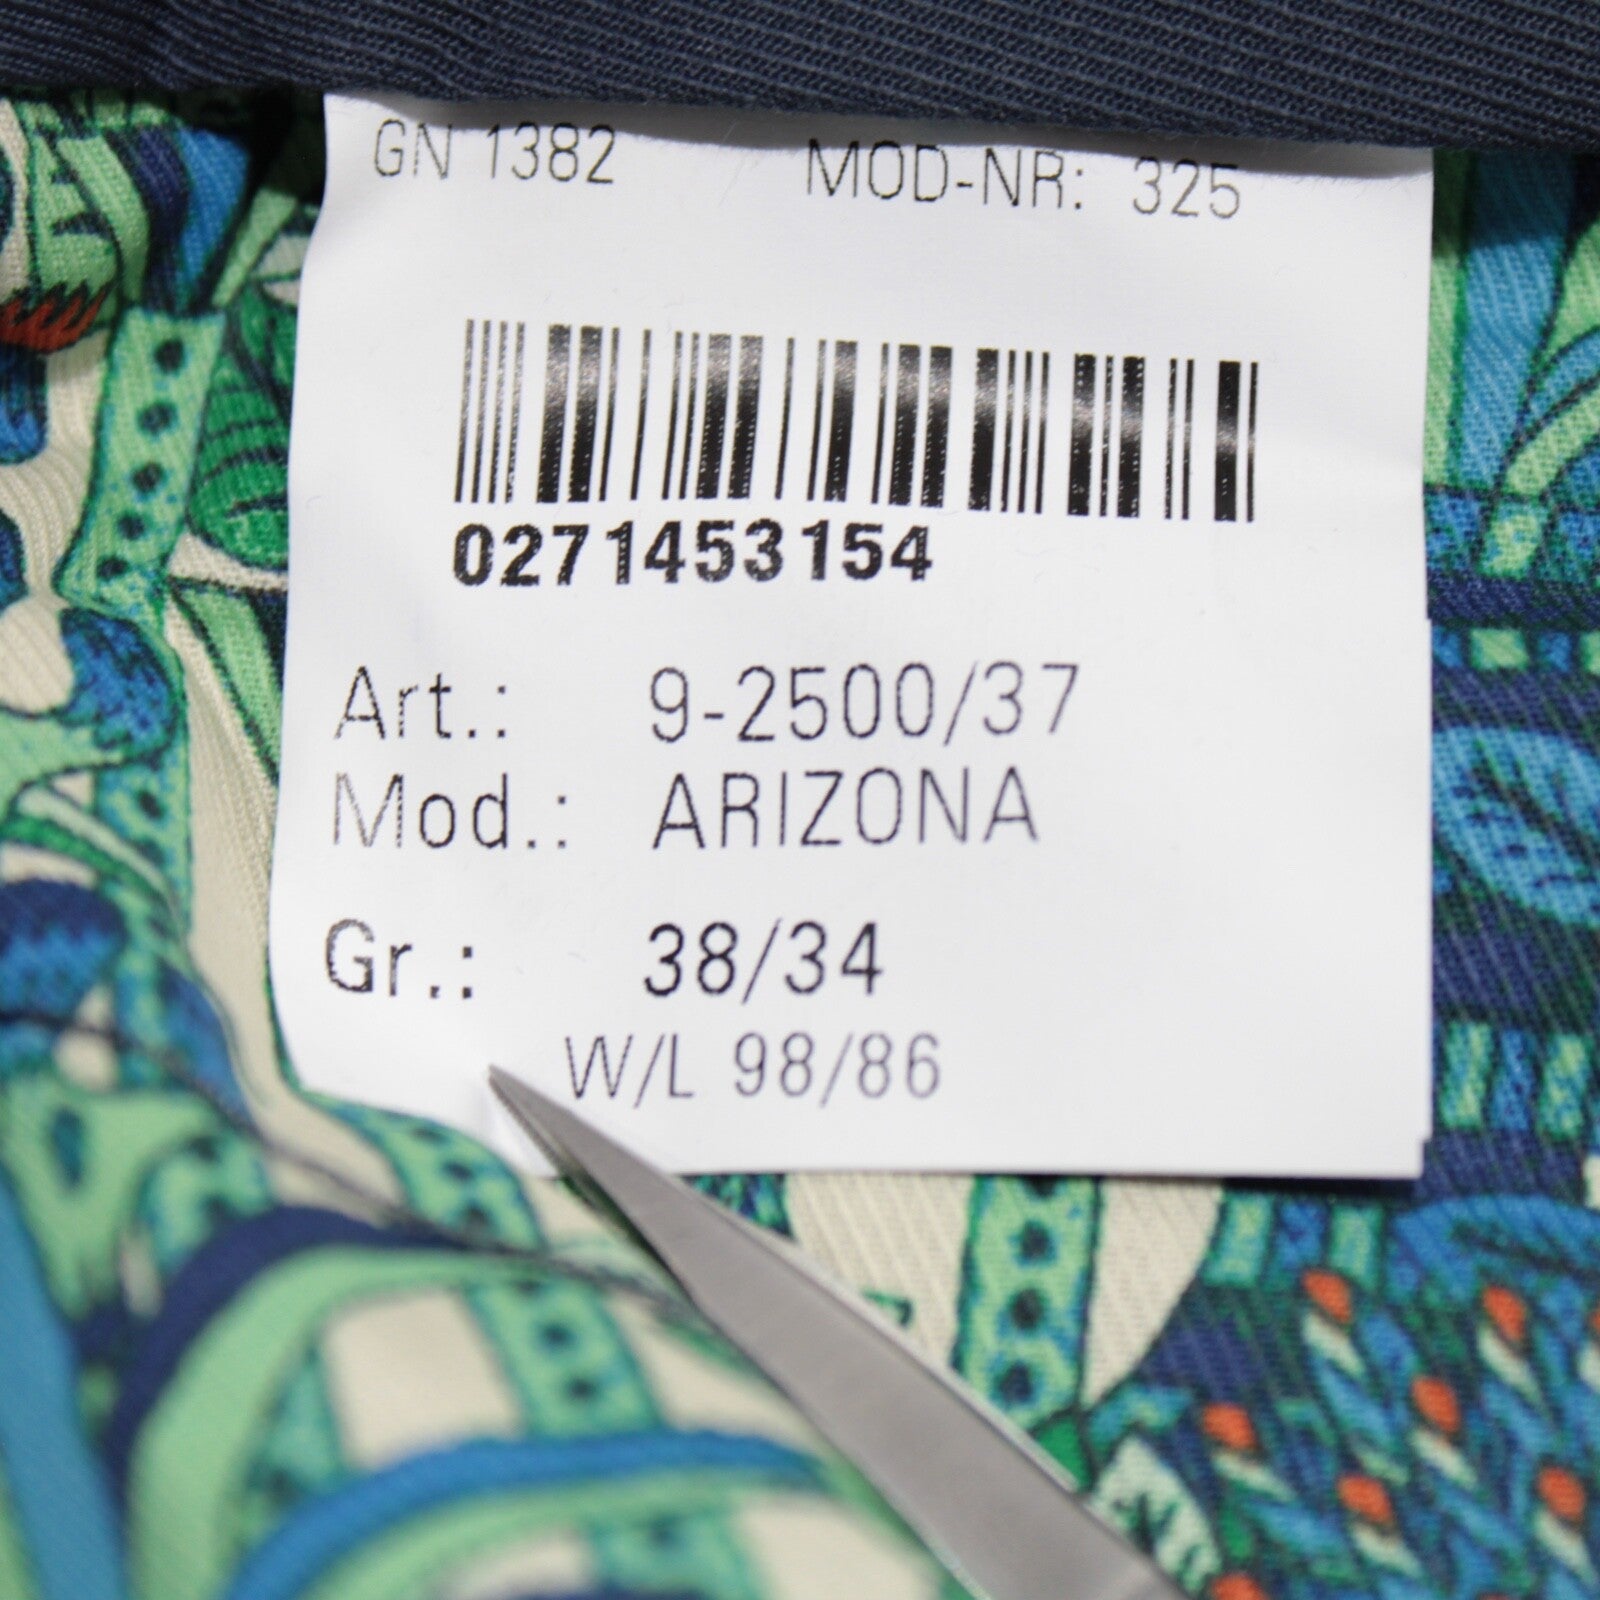 GN 1382 MOD-NR: 325
0271453154
Art.: 9-2500/37
Mod.: ARIZONA
Gr.: 38/34
W/L 98/86